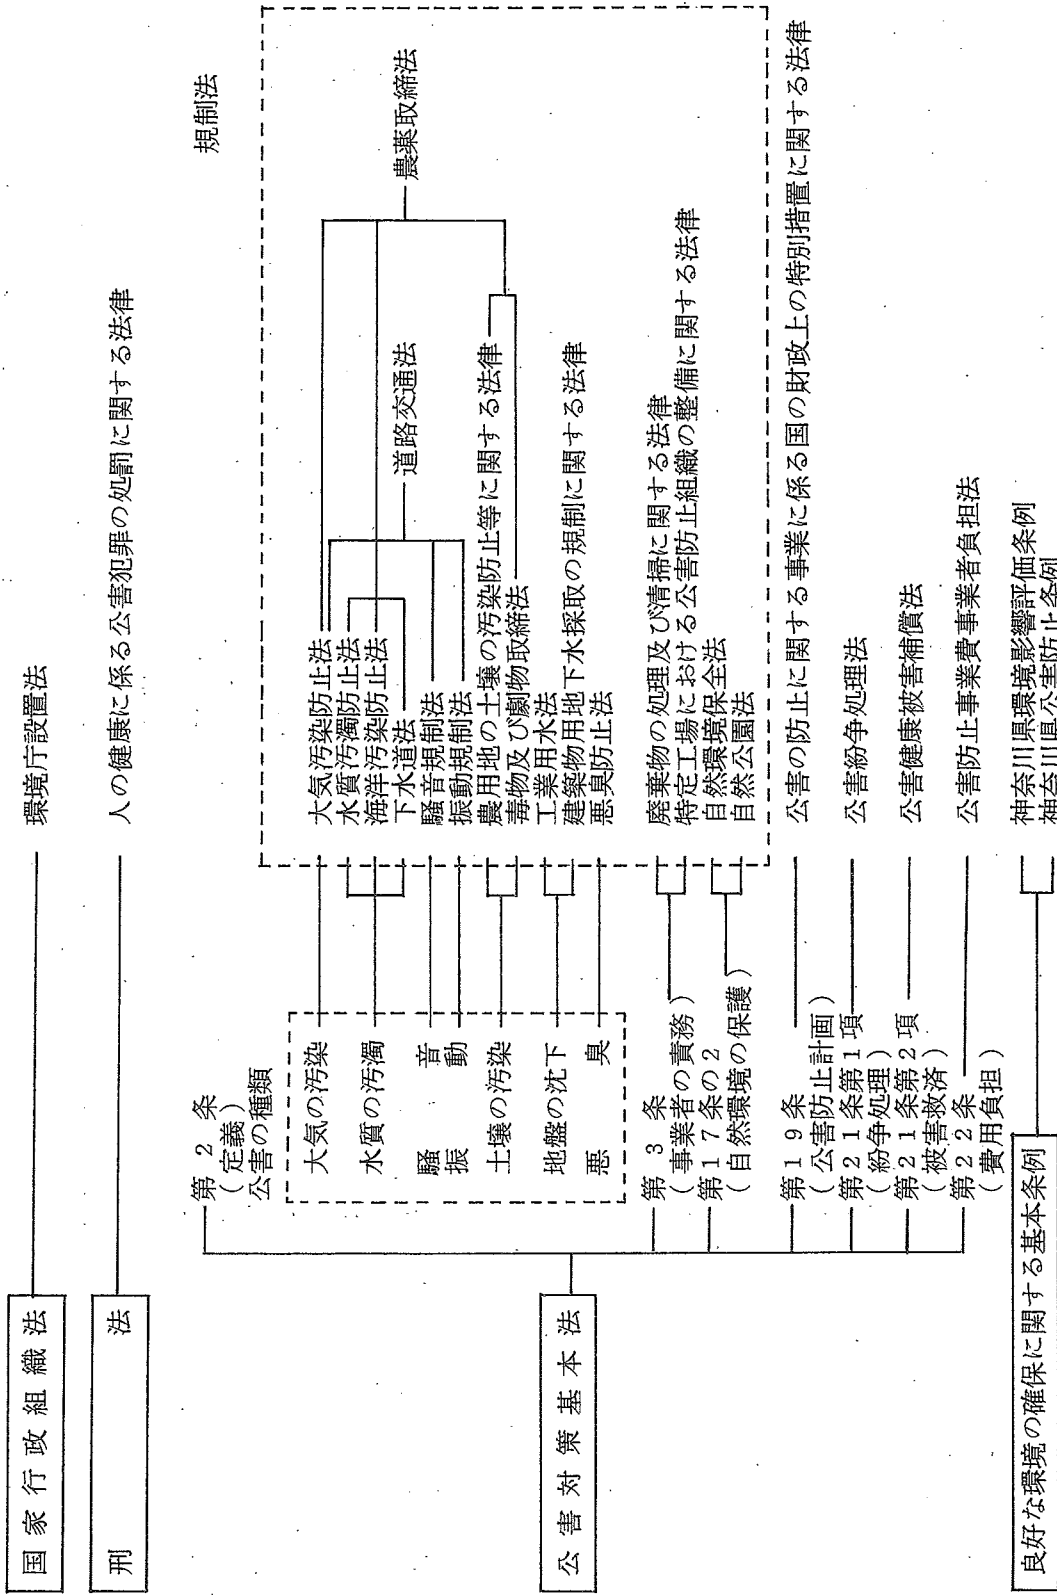 国家行政組織法
環境庁設置法
刑法
人の健康に係る公害犯罪の処罰に関する法律
規制法
公害対策基本法
第2条
(定義)
公害の種類
大気の汚染
水質の汚濁
騒音
振動
土壌の汚染
地盤の沈下
悪臭
大気汚染防止法
水質汚濁防止法
海洋汚染防止法
下水道法
騒音規制法
振動規制法
農用地の土壌の汚染防止等に関する法律
毒物及び劇物取締法
工業用水法
建築物用地下水採取の規制に関する法律
悪臭防止法
道路交通法
農薬取締法
第3条
(事業者の責務)
廃棄物の処理及び清掃に関する法律
特定工場における公害防止組織の整備に関する法律
第17条の2
(自然環境の保護)
自然環境保全法
自然公園法
第19条
(公害防止計画)
公害の防止に関する事業に係る国の財政上の特別措置に関する法律
第21条第1項
(紛争処理)
公害紛争処理法
第21条第2項
(被害救済)
公害健康被害補償法
第22条
(費用負担)
公害防止事業費事業者負担法
良好な環境の確保に関する基本条例
神奈川県環境影響評価条例
神奈川県公害防止条例